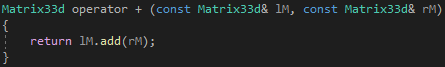 Matrix33d operator + (const Matrix33d& lM, const Matrix33d& rM)
{
    return lM.add(rM);
}